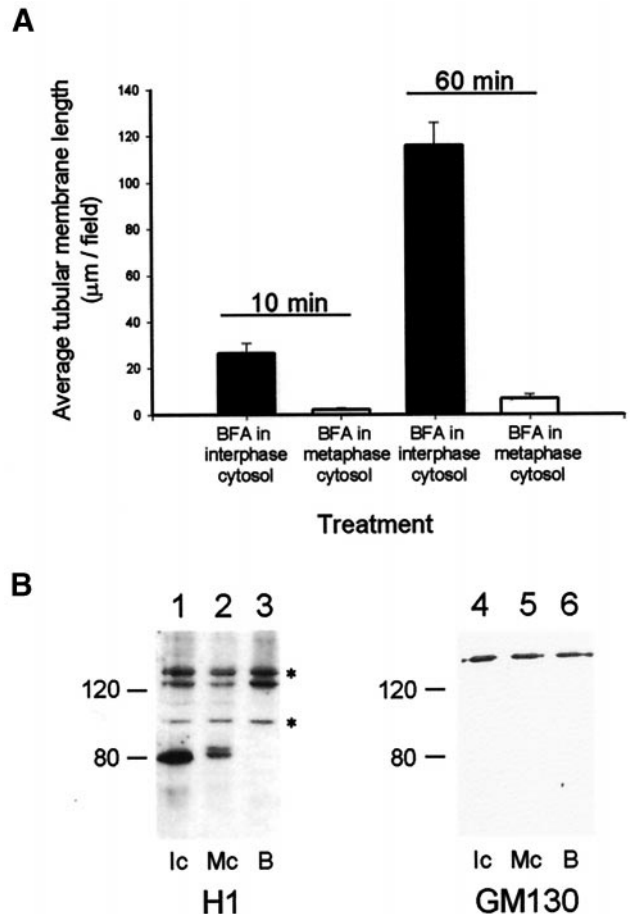 A
Average tubular membrane length
(µm / field)
140
120
100
80
60
40
20
0
10 min
60 min
BFA in
interphase
cytosol
BFA in
metaphase
cytosol
BFA in
interphase
cytosol
BFA in
metaphase
cytosol
Treatment
B
1 2 3
120
80
*
*
Ic Mc B
H1
4 5 6
120
80
Ic Mc B
GM130